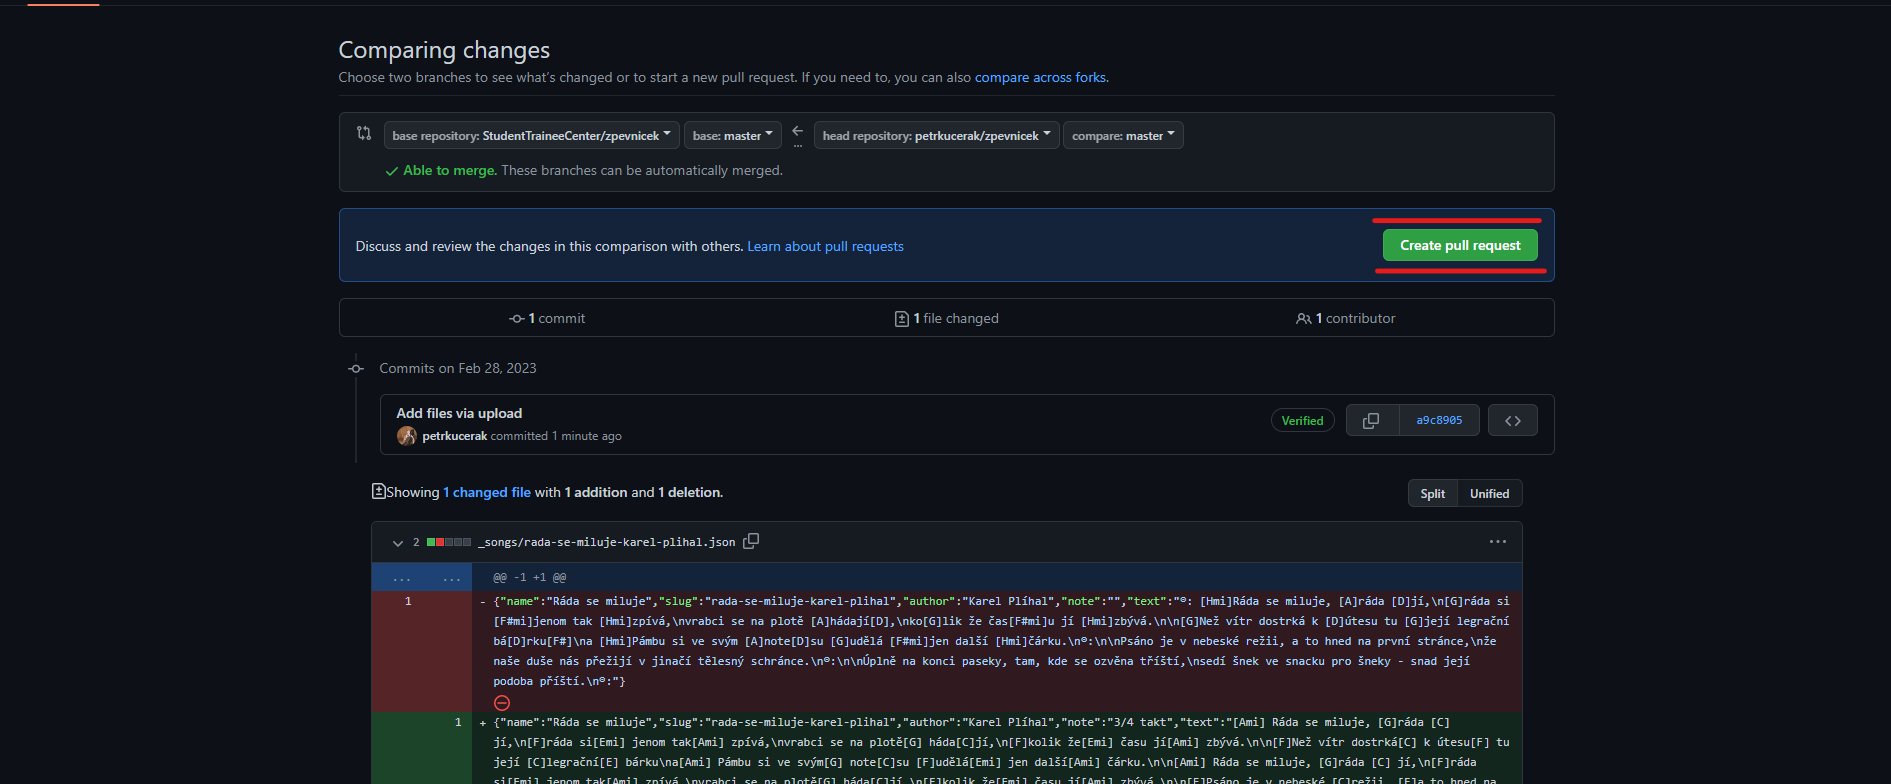 Comparing changes
Choose two branches to see what's changed or to start a new pull request. If you need to, you can also compare across forks.
base repository: StudentTraineeCenter/zpevnicek base: master ... head repository: petrkucerak/zpevnicek compare: master
Able to merge. These branches can be automatically merged.
Discuss and review the changes in this comparison with others. Learn about pull requests
Create pull request
1 commit
1 file changed
1 contributor
Commits on Feb 28, 2023
Add files via upload
petrkucerak committed 1 minute ago
Verified
a9c8905
Showing 1 changed file with 1 addition and 1 deletion.
Split Unified
2 _songs/rada-se-miluje-karel-plihal.json ...
... ... @@ -1 +1 @@
1 - {"name":"Ráda se miluje","slug":"rada-se-miluje-karel-plihal","author":"Karel Plíhal","note":"","text":"®: [Hmi]Ráda se miluje, [A]ráda [D]jí,\n[G]ráda si
[F#mi]jenom tak [Hmi]zpívá,\nvrabci se na plotě [A]hádají[D],\nko[G]lik že čas[F#mi]u jí [Hmi]zbývá.\n\n[G]Než vítr dostrká k [D]útesu tu [G]její legrační
bá[D]rku[F#]\na [Hmi]Pámbu si ve svým [A]note[D]su [G]udělá [F#mi]jen další [Hmi]čárku.\n®:\n\nPsáno je v nebeské režii, a to hned na první stránce,\nže
naše duše nás přežijí v jinačí tělesný schránce.\n®:\n\nÚplně na konci paseky, tam, kde se ozvěna tříští,\nsedí šnek ve snacku pro šneky - snad její
podoba příští.\n®:"}
1 + {"name":"Ráda se miluje","slug":"rada-se-miluje-karel-plihal","author":"Karel Plíhal","note":"3/4 takt","text":"[Ami] Ráda se miluje, [G]ráda [C]
jí,\n[F]ráda si[Emi] jenom tak[Ami] zpívá,\nvrabci se na plotě[G] háda[C]jí,\n[F]kolik že[Emi] času jí[Ami] zbývá.\n\n[F]Než vítr dostrká[C] k útesu[F] tu
její [C]legrační[E] bárku\na[Ami] Pámbu si ve svým[G] note[C]su [F]udělá[Emi] jen další[Ami] čárku.\n\n[Ami] Ráda se miluje, [G]ráda [C] jí,\n[F]ráda
si[Emi] jenom tak[Ami] zpívá,\nvrabci se na plotě[G] háda[C]jí,\n[F]kolik že[Emi] času jí[Ami] zbývá.\n\n[F]Psáno je v nebeské [C]režii, [F]a to hned na